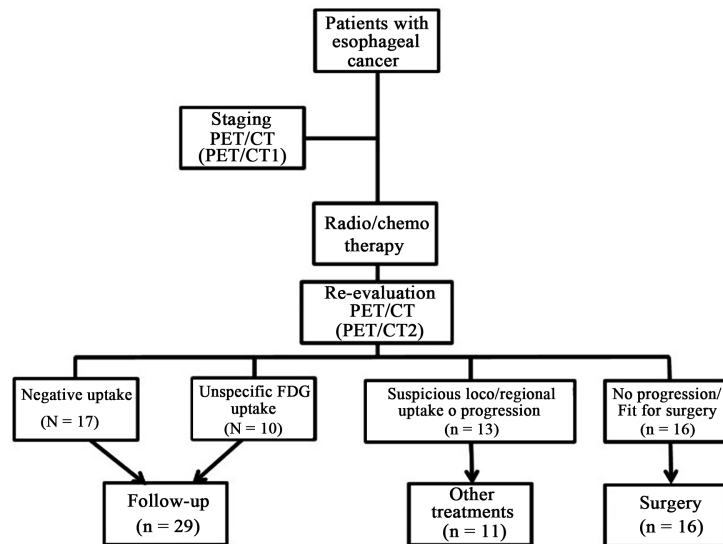 Patients with
esophageal
cancer
Staging
PET/CT
(PET/CT1)
Radio/chemo
therapy
Re-evaluation
PET/CT
(PET/CT2)
Negative uptake
(N = 17)
Unspecific FDG
uptake
(N = 10)
Suspicious loco/regional
uptake o progression
(n = 13)
No progression/
Fit for surgery
(n = 16)
Follow-up
(n = 29)
Other
treatments
(n = 11)
Surgery
(n = 16)